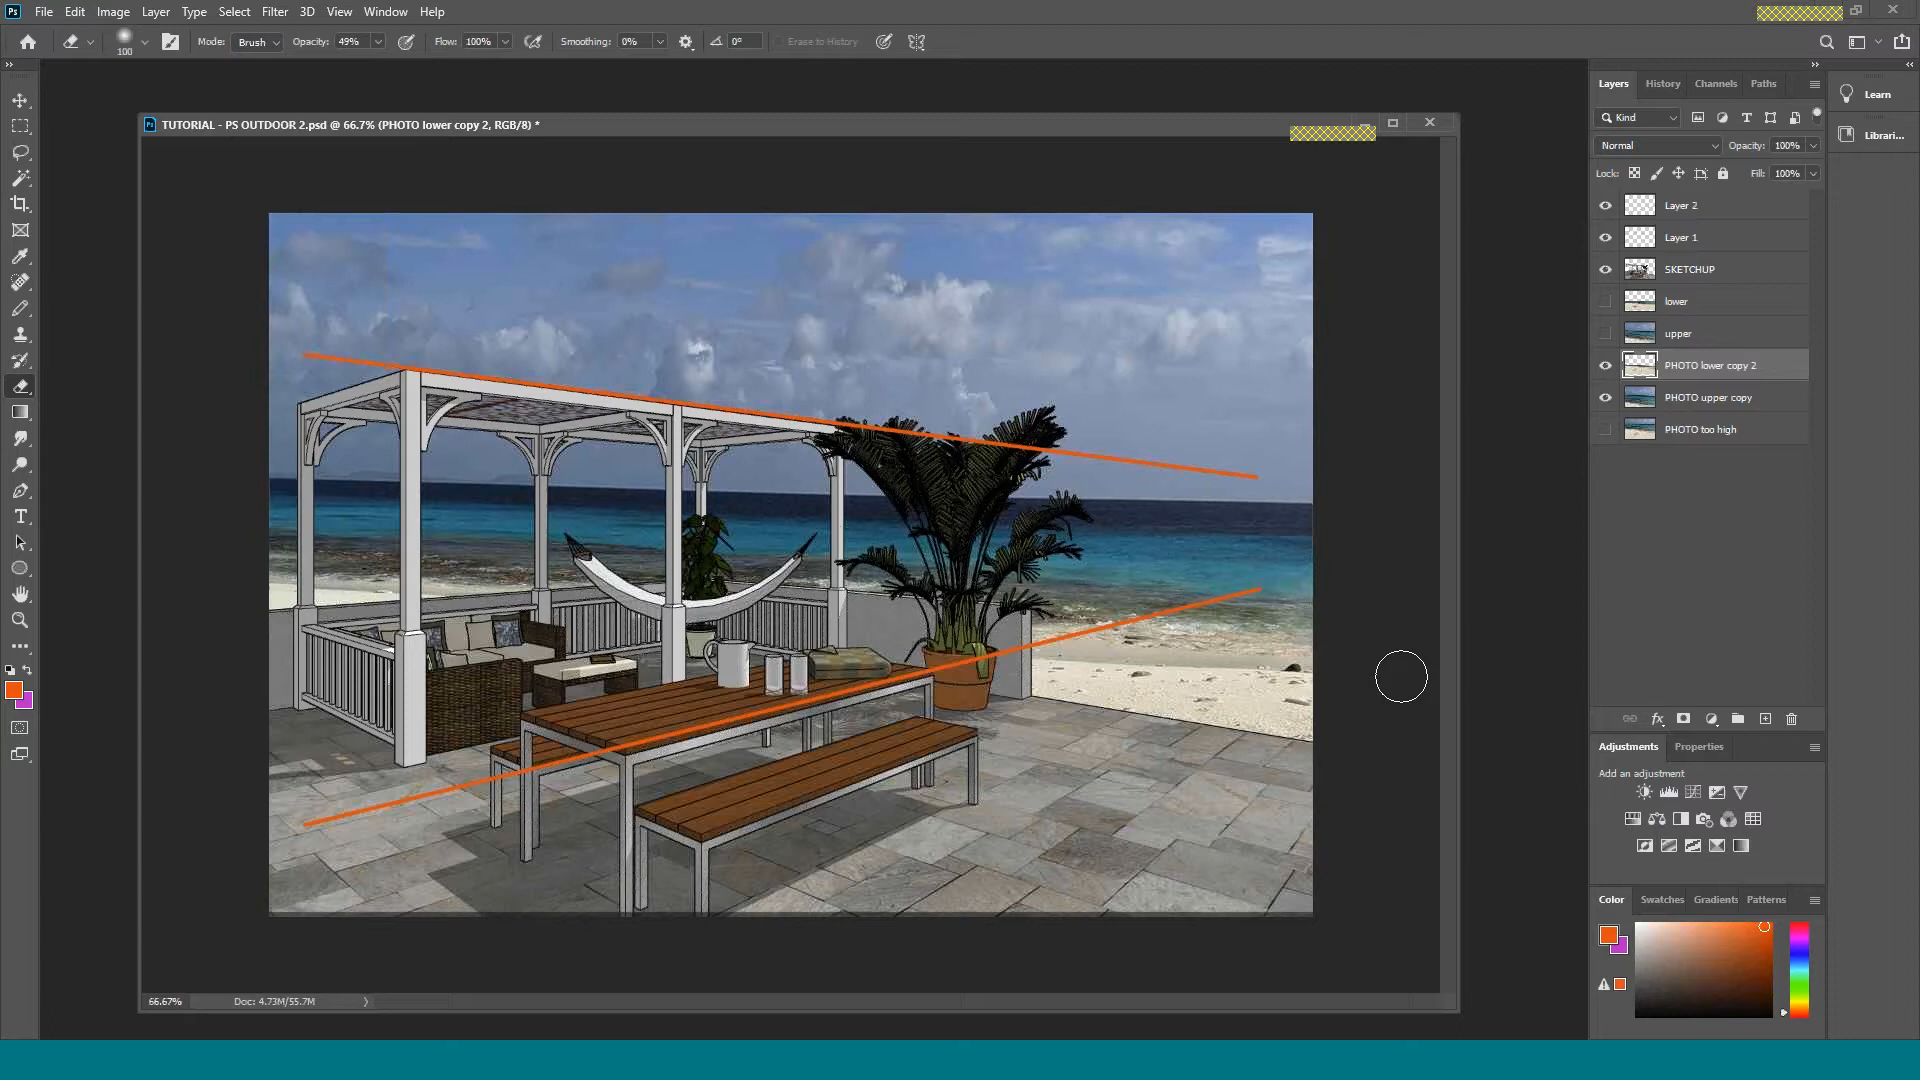 Ps File Edit Image Layer Type Select Filter 3D View Window Help
100 Mode: Brush Opacity: 49% Flow: 100% Smoothing: 0% 0° Erase to History
Layers History Channels Paths
Learn
Kind
Librari...
Ps TUTORIAL - PS OUTDOOR 2.psd @ 66.7% (PHOTO lower copy 2, RGB/8) *
Normal Opacity: 100%
Lock: Fill: 100%
Layer 2
Layer 1
SKETCHUP
lower
upper
PHOTO lower copy 2
PHOTO upper copy
PHOTO too high
fx
Adjustments Properties
Add an adjustment
Color Swatches Gradients Patterns
66.67% Doc: 4.73M/55.7M